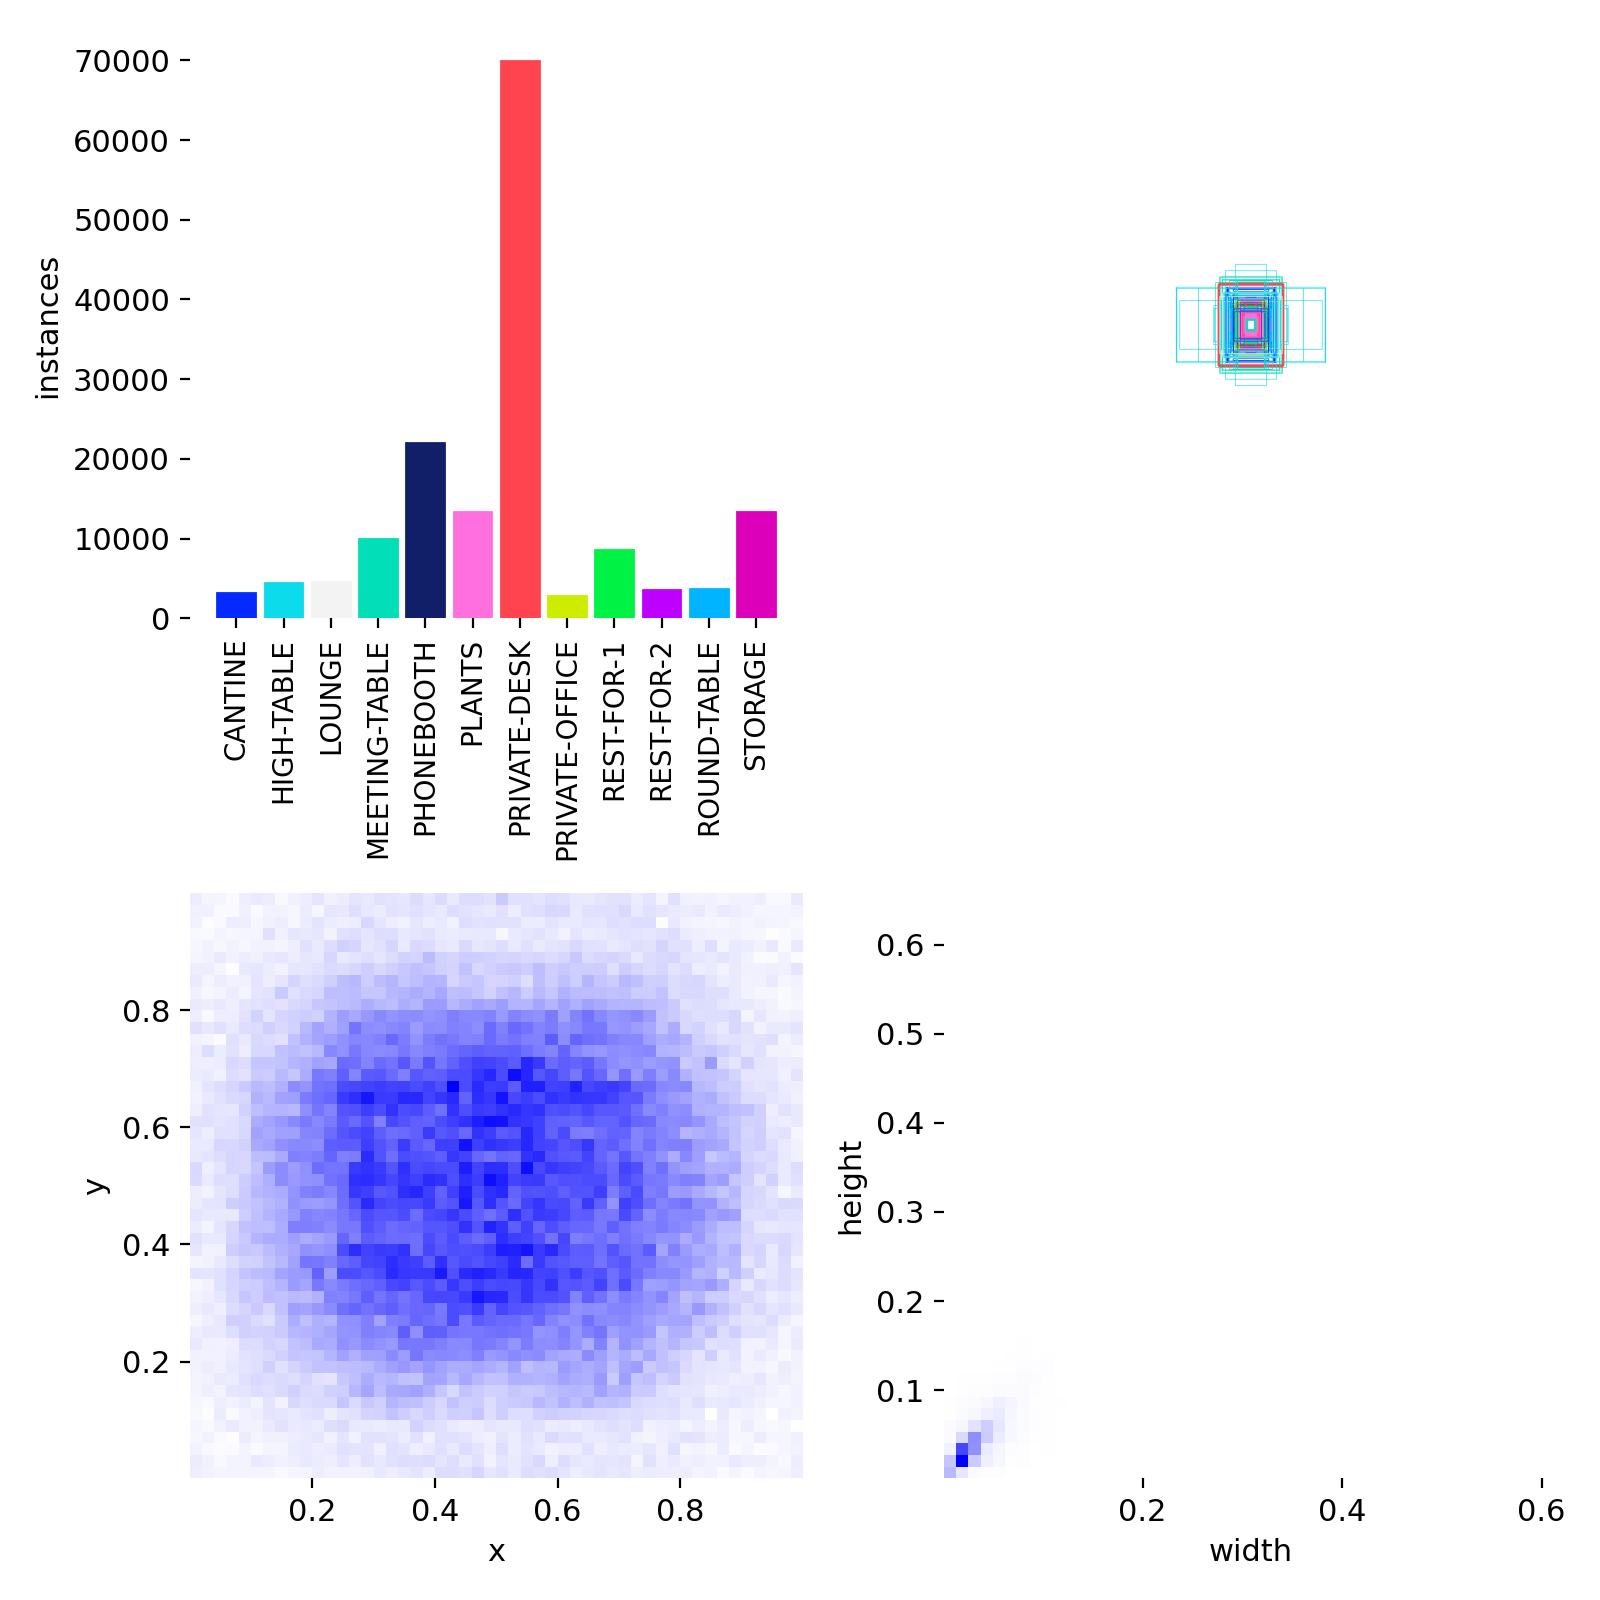 70000
60000
50000
40000
30000
20000
10000
0
instances
CANTINE
HIGH-TABLE
LOUNGE
MEETING-TABLE
PHONEBOOTH
PLANTS
PRIVATE-DESK
PRIVATE-OFFICE
REST-FOR-1
REST-FOR-2
ROUND-TABLE
STORAGE
0.8
0.6
0.4
0.2
y
0.2 0.4 0.6 0.8
x
0.6
0.5
0.4
0.3
0.2
0.1
height
0.2 0.4 0.6
width